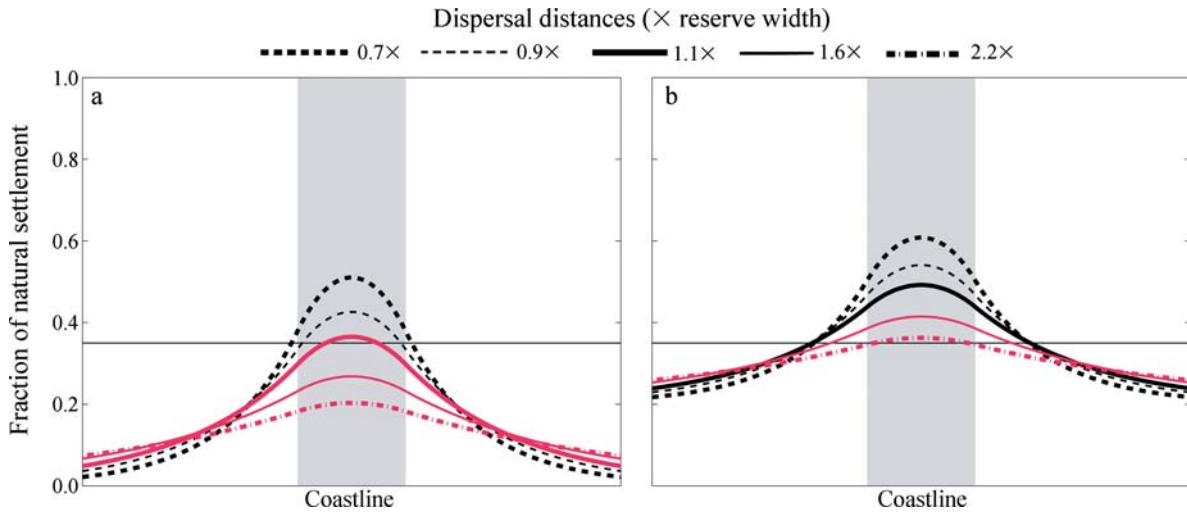 Dispersal distances (× reserve width)
0.7× 0.9× 1.1× 1.6× 2.2×
Fraction of natural settlement
1.0
0.8
0.6
0.4
0.2
0.0
a
b
Coastline
Coastline